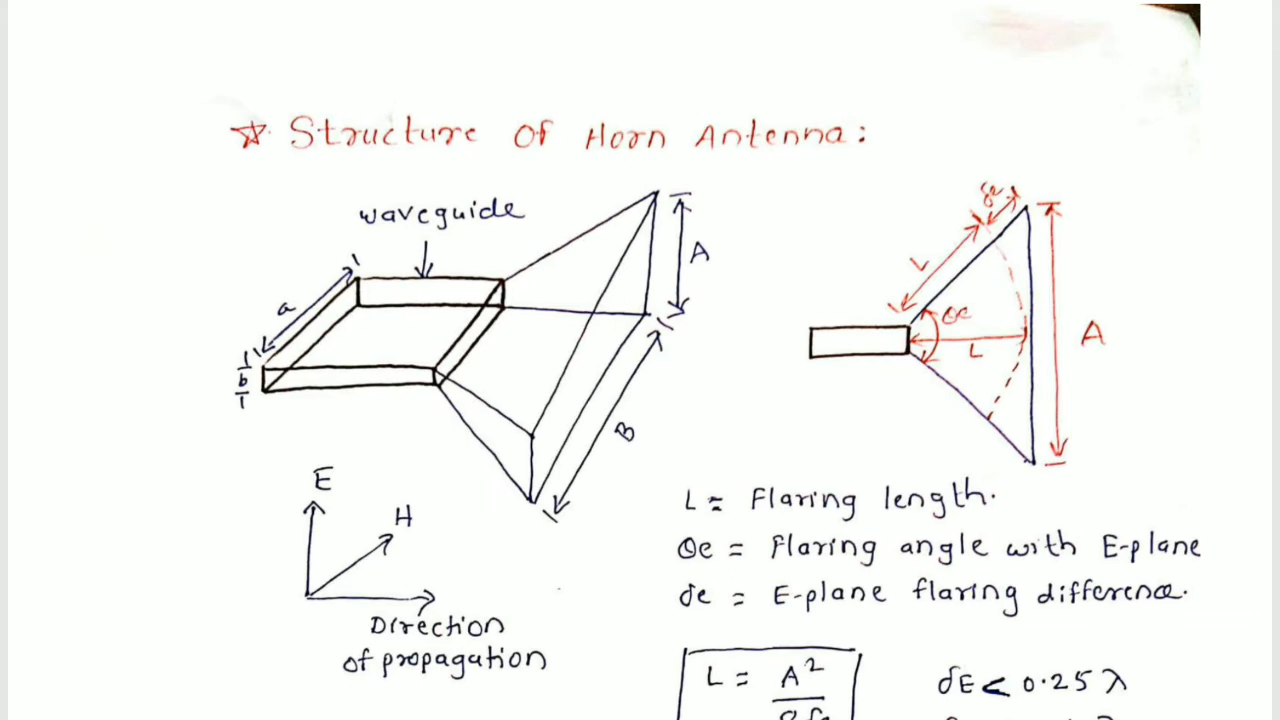 ☆ Structure Of Horn Antenna:
waveguide
a
b
A
B
E
H
Direction
of propagation
δe
L
θe
L
A
L = Flaring length.
θe = Flaring angle with E-plane
δe = E-plane flaring difference.
L = A²
δE < 0.25 λ